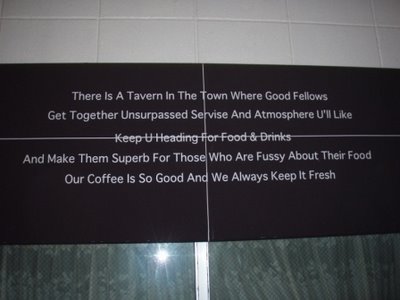 There Is A Tavern In The Town Where Good Fellows
Get Together Unsurpassed Servise And Atmosphere U'll Like
Keep U Heading For Food & Drinks
And Make Them Superb For Those Who Are Fussy About Their Food
Our Coffee Is So Good And We Always Keep It Fresh